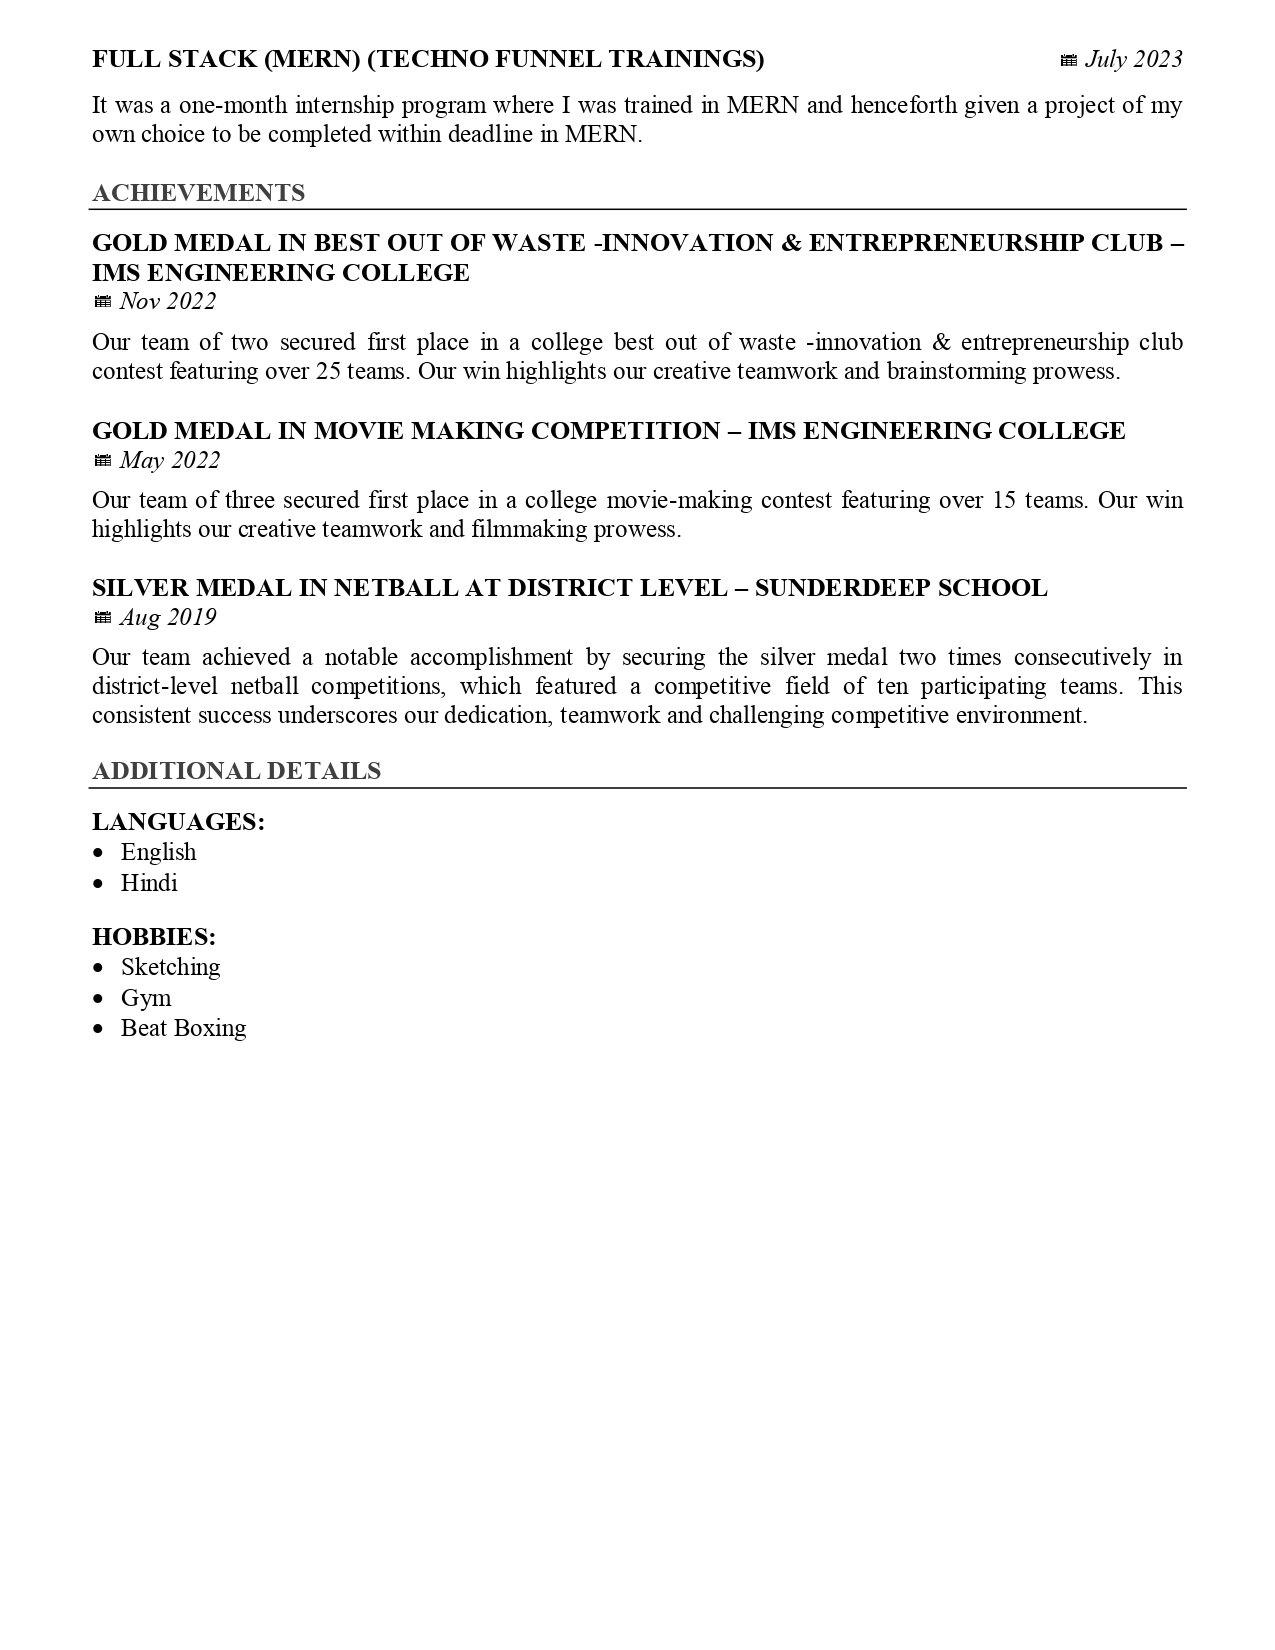 FULL STACK (MERN) (TECHNO FUNNEL TRAININGS) July 2023
It was a one-month internship program where I was trained in MERN and henceforth given a project of my
own choice to be completed within deadline in MERN.
ACHIEVEMENTS
GOLD MEDAL IN BEST OUT OF WASTE -INNOVATION & ENTREPRENEURSHIP CLUB –
IMS ENGINEERING COLLEGE
Nov 2022
Our team of two secured first place in a college best out of waste -innovation & entrepreneurship club
contest featuring over 25 teams. Our win highlights our creative teamwork and brainstorming prowess.
GOLD MEDAL IN MOVIE MAKING COMPETITION – IMS ENGINEERING COLLEGE
May 2022
Our team of three secured first place in a college movie-making contest featuring over 15 teams. Our win
highlights our creative teamwork and filmmaking prowess.
SILVER MEDAL IN NETBALL AT DISTRICT LEVEL – SUNDERDEEP SCHOOL
Aug 2019
Our team achieved a notable accomplishment by securing the silver medal two times consecutively in
district-level netball competitions, which featured a competitive field of ten participating teams. This
consistent success underscores our dedication, teamwork and challenging competitive environment.
ADDITIONAL DETAILS
LANGUAGES:
• English
• Hindi
HOBBIES:
• Sketching
• Gym
• Beat Boxing